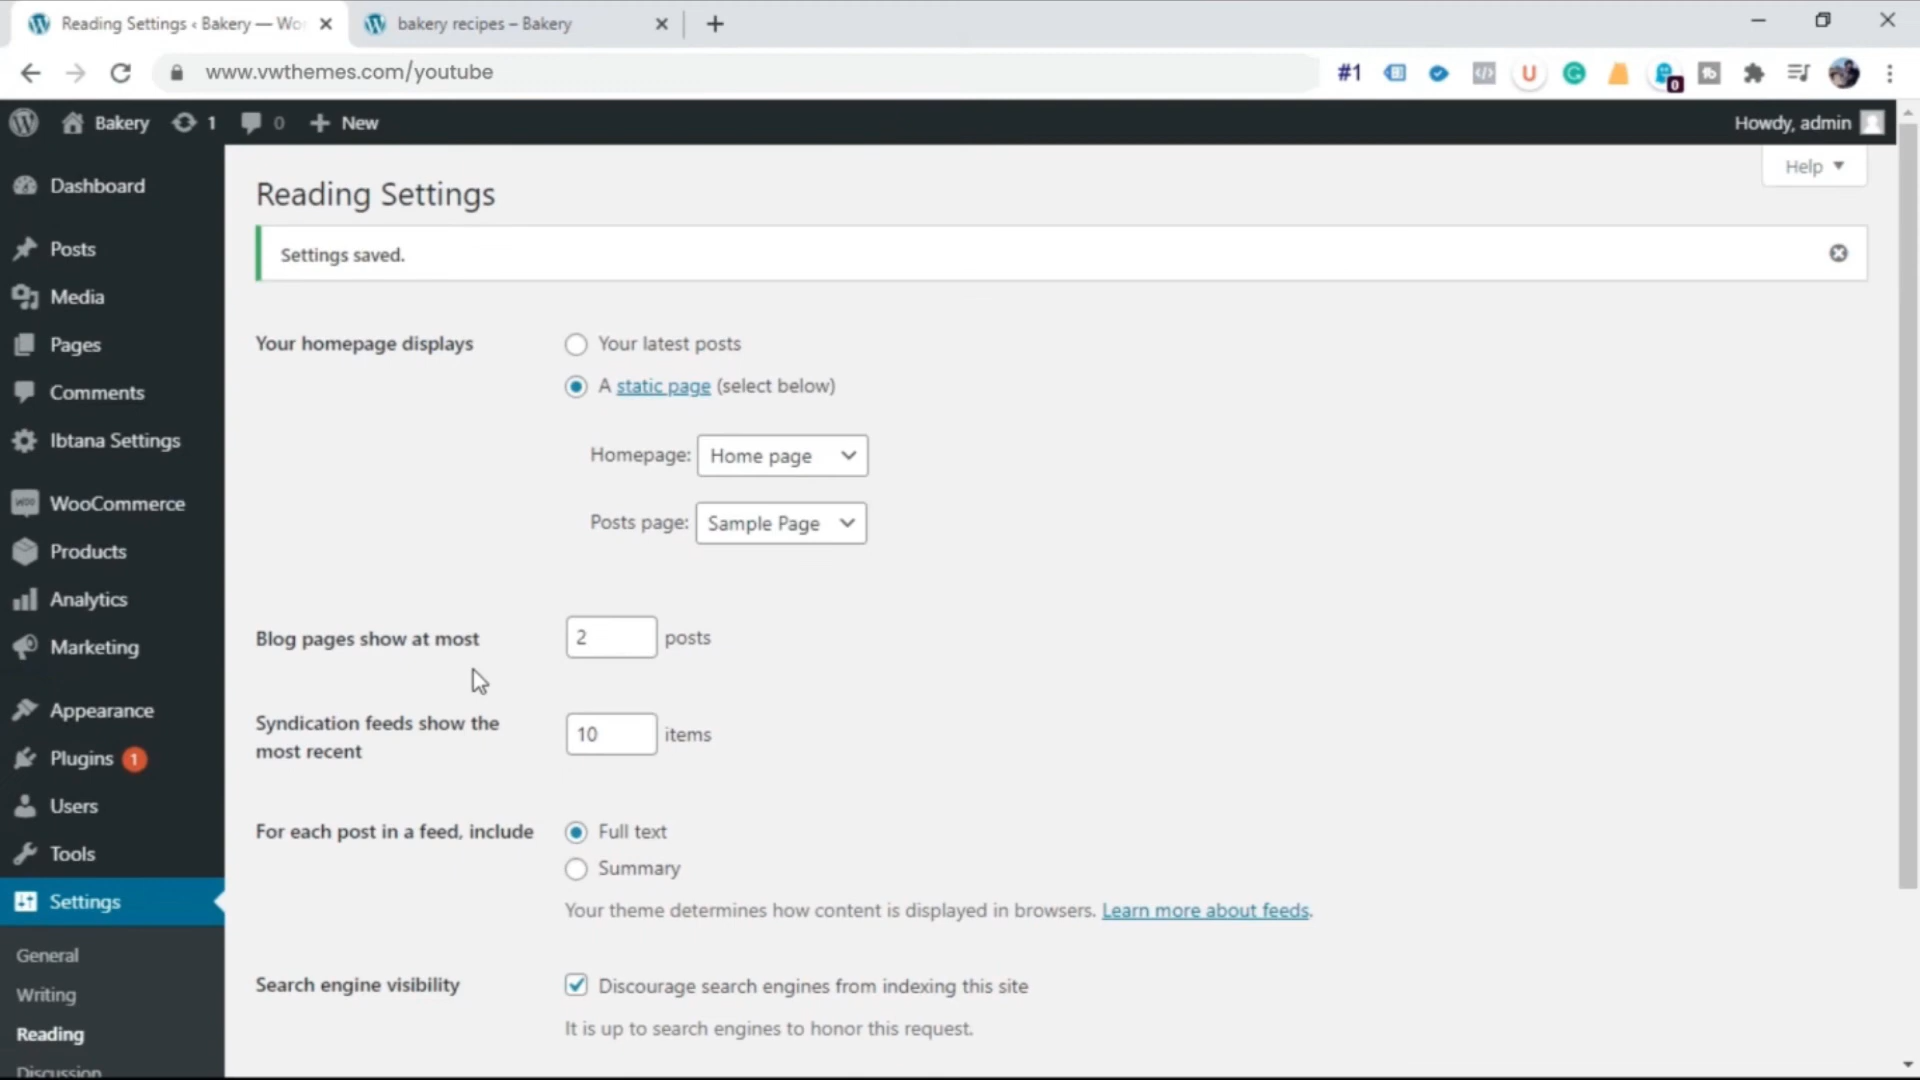 Reading Settings ‹ Bakery — Wor
bakery recipes – Bakery
www.vwthemes.com/youtube
#1
0
Bakery
1
0
New
Howdy, admin
Help
Dashboard
Posts
Media
Pages
Comments
Ibtana Settings
WooCommerce
Products
Analytics
Marketing
Appearance
Plugins 1
Users
Tools
Settings
General
Writing
Reading
Discussion
Reading Settings
Settings saved.
Your homepage displays
Your latest posts
A static page (select below)
Homepage: Home page
Posts page: Sample Page
Blog pages show at most
2 posts
Syndication feeds show the
most recent
10 items
For each post in a feed, include
Full text
Summary
Your theme determines how content is displayed in browsers. Learn more about feeds.
Search engine visibility
Discourage search engines from indexing this site
It is up to search engines to honor this request.